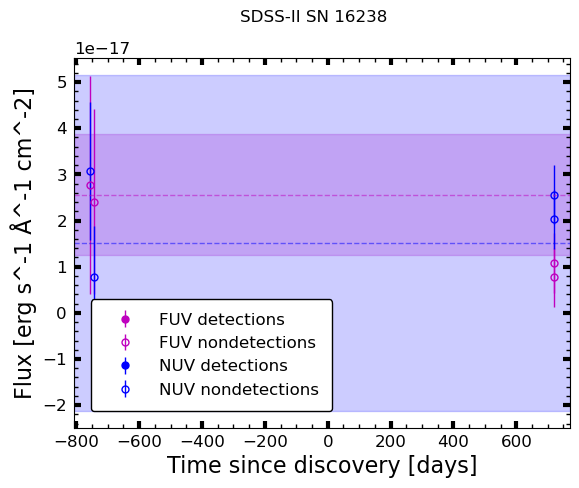 SDSS-II SN 16238
1e−17
Flux [erg s^-1 Å^-1 cm^-2]
5
4
3
2
1
0
−1
−2
FUV detections
FUV nondetections
NUV detections
NUV nondetections
−800 −600 −400 −200 0 200 400 600
Time since discovery [days]